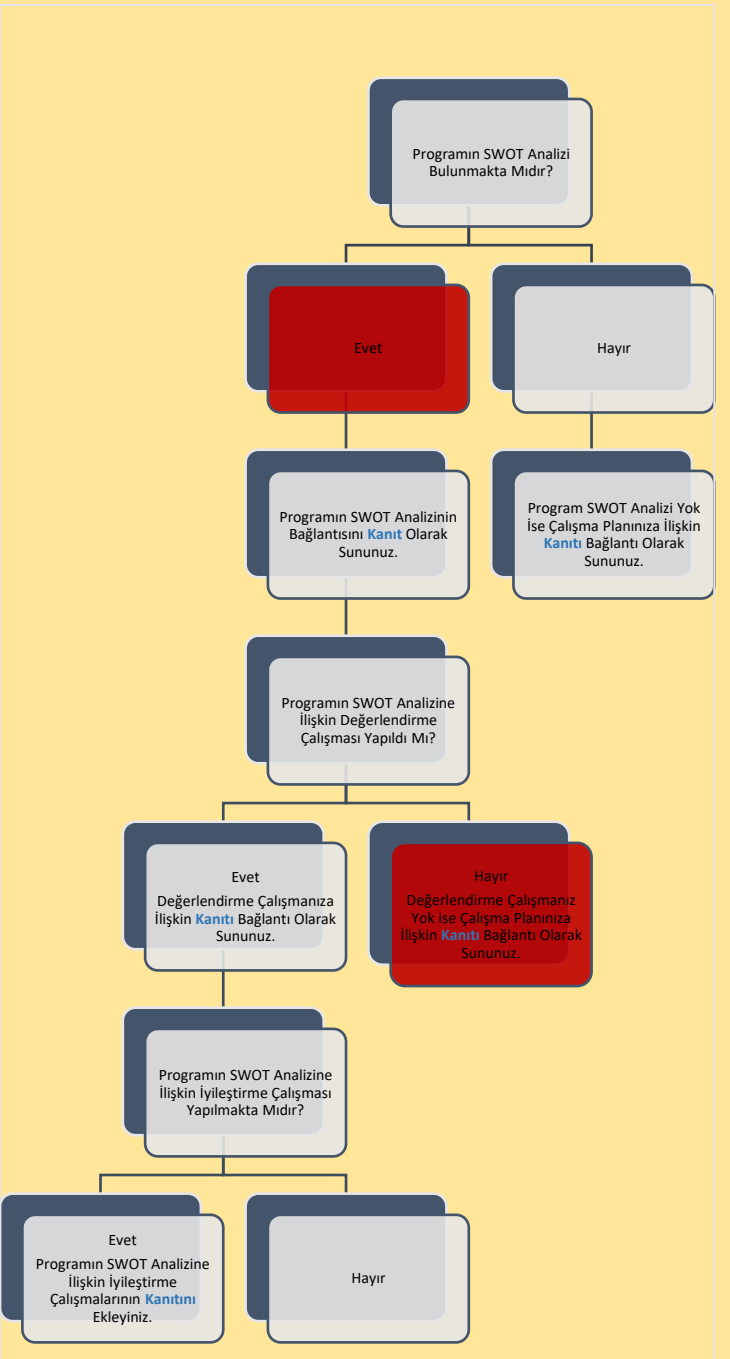 Programın SWOT Analizi
Bulunmakta Mıdır?
Evet
Hayır
Programın SWOT Analizinin
Bağlantısını Kanıt Olarak
Sununuz.
Program SWOT Analizi Yok
İse Çalışma Planınıza İlişkin
Kanıtı Bağlantı Olarak
Sununuz.
Programın SWOT Analizine
İlişkin Değerlendirme
Çalışması Yapıldı Mı?
Evet
Değerlendirme Çalışmanıza
İlişkin Kanıtı Bağlantı Olarak
Sununuz.
Hayır
Değerlendirme Çalışmanız
Yok ise Çalışma Planınıza
İlişkin Kanıtı Bağlantı Olarak
Sununuz.
Programın SWOT Analizine
İlişkin İyileştirme Çalışması
Yapılmakta Mıdır?
Evet
Programın SWOT Analizine
İlişkin İyileştirme
Çalışmalarının Kanıtını
Ekleyiniz.
Hayır